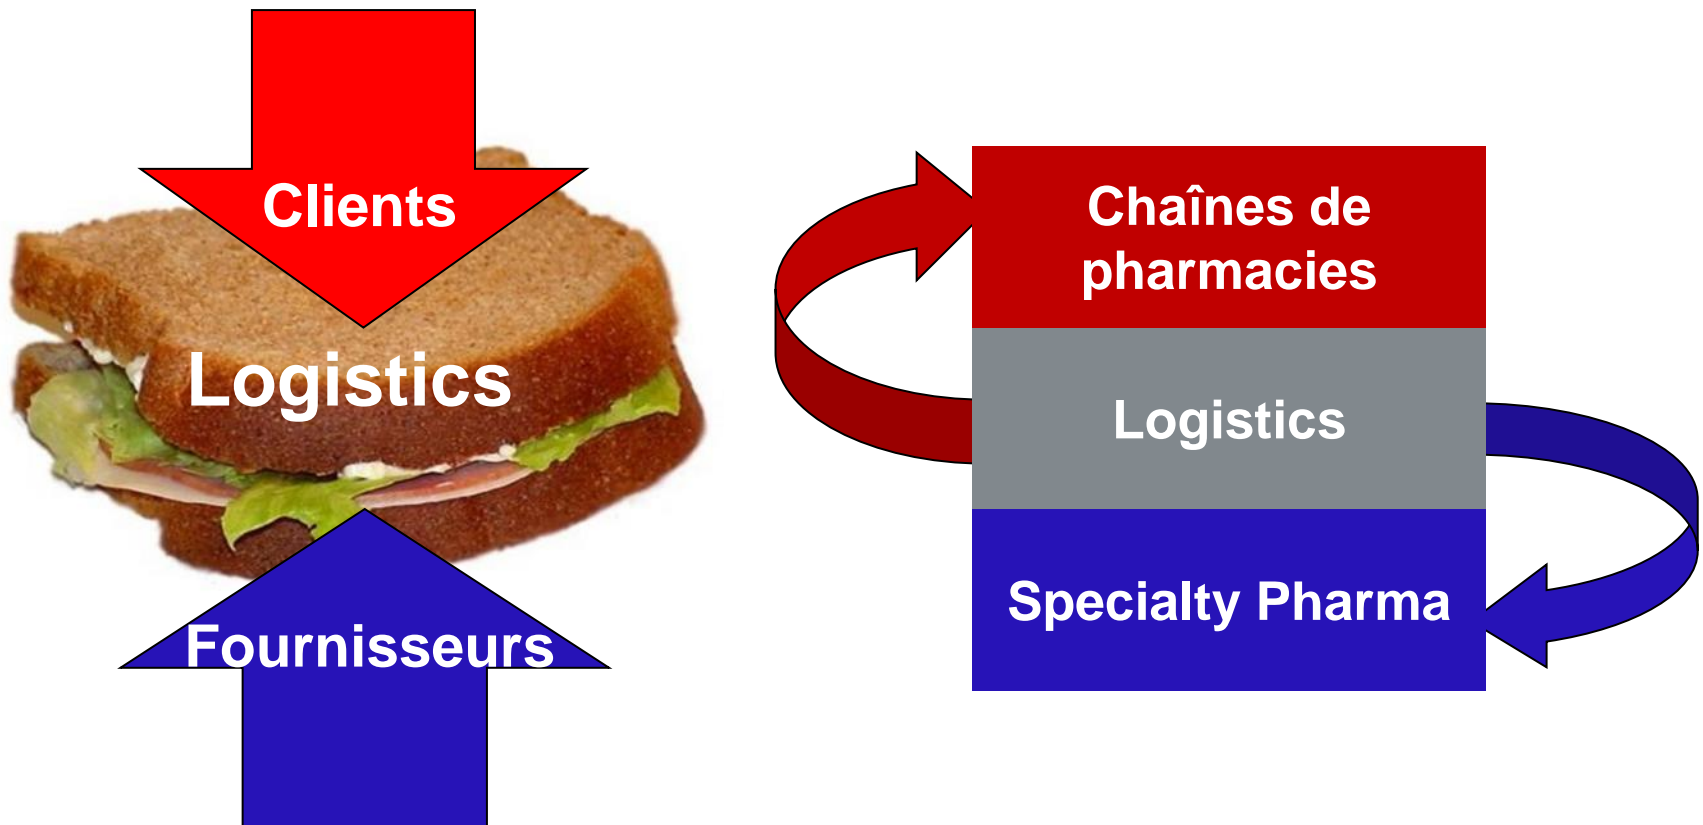 Clients
Logistics
Fournisseurs
Chaînes de
pharmacies
Logistics
Specialty Pharma